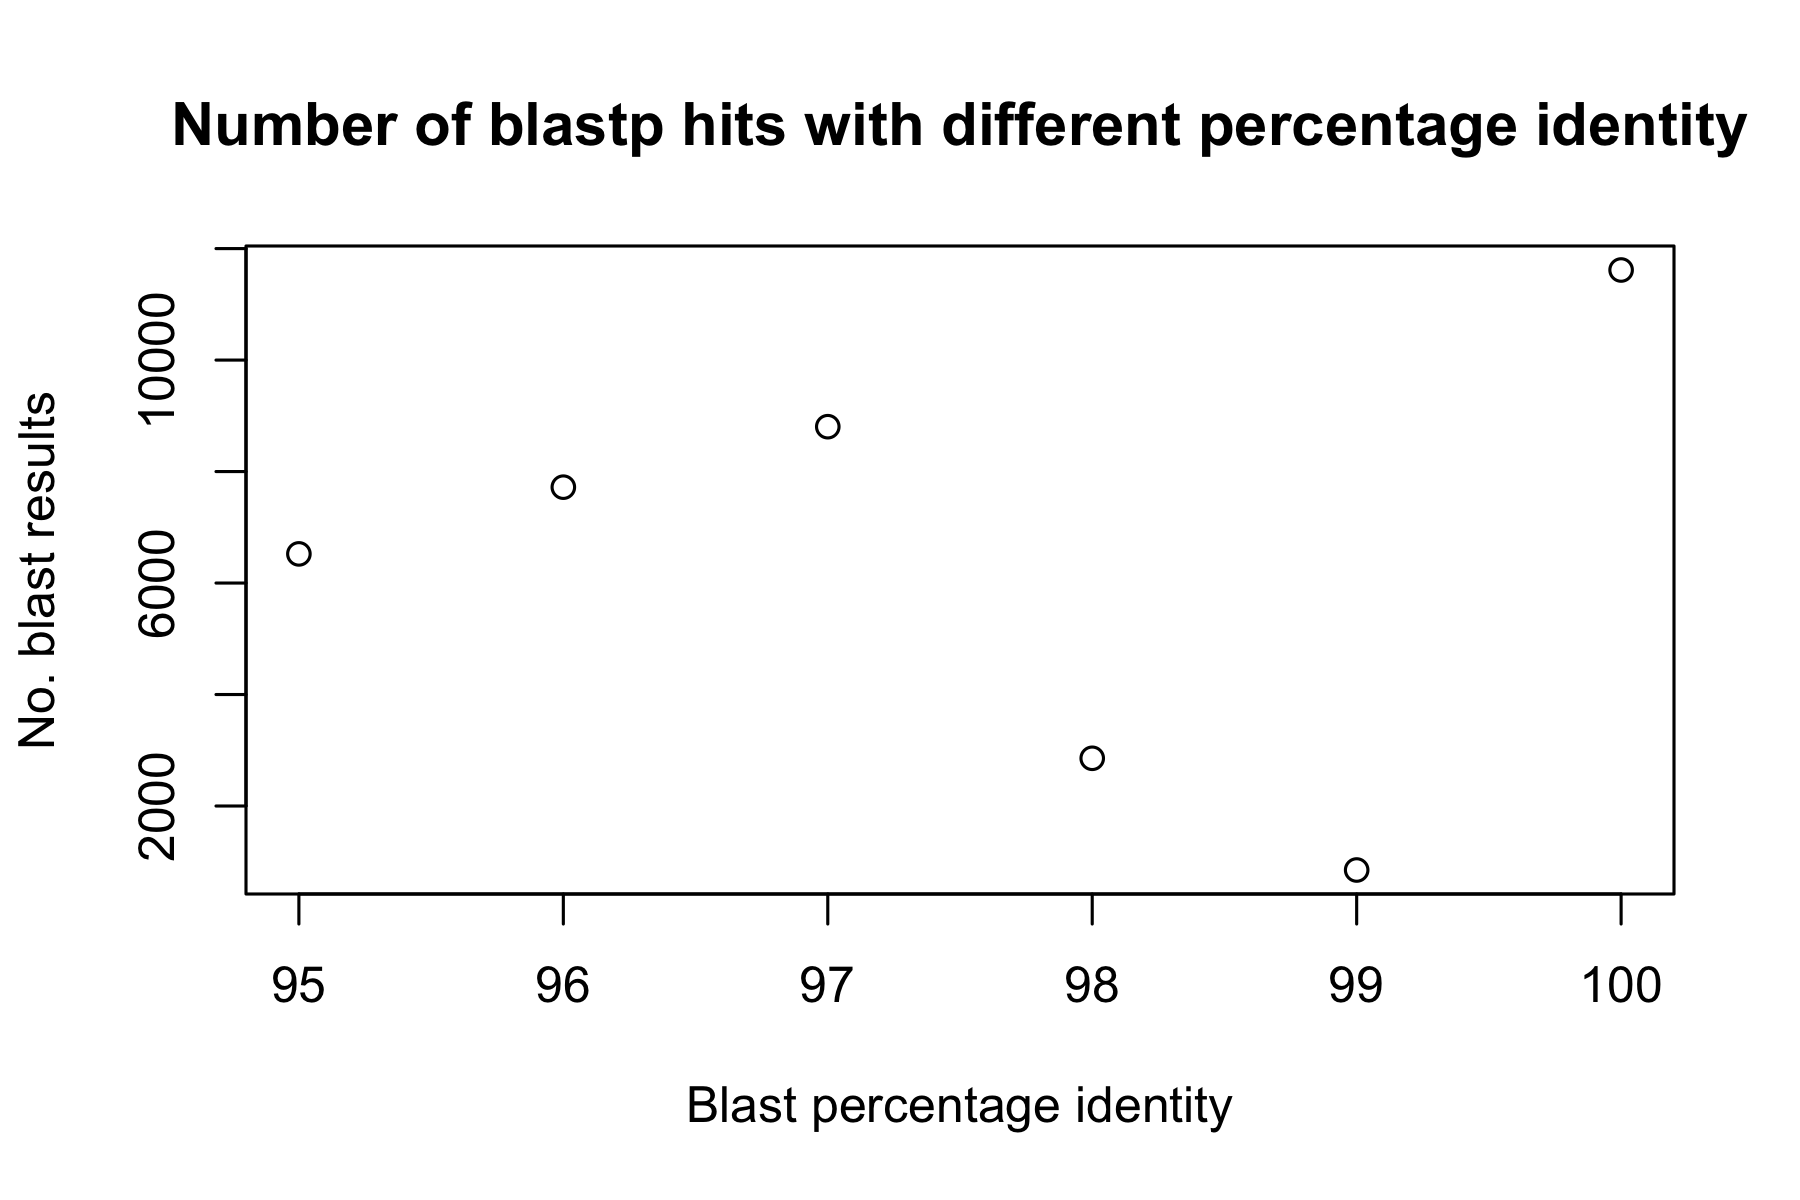 Number of blastp hits with different percentage identity
No. blast results
10000
6000
2000
95 96 97 98 99 100
Blast percentage identity